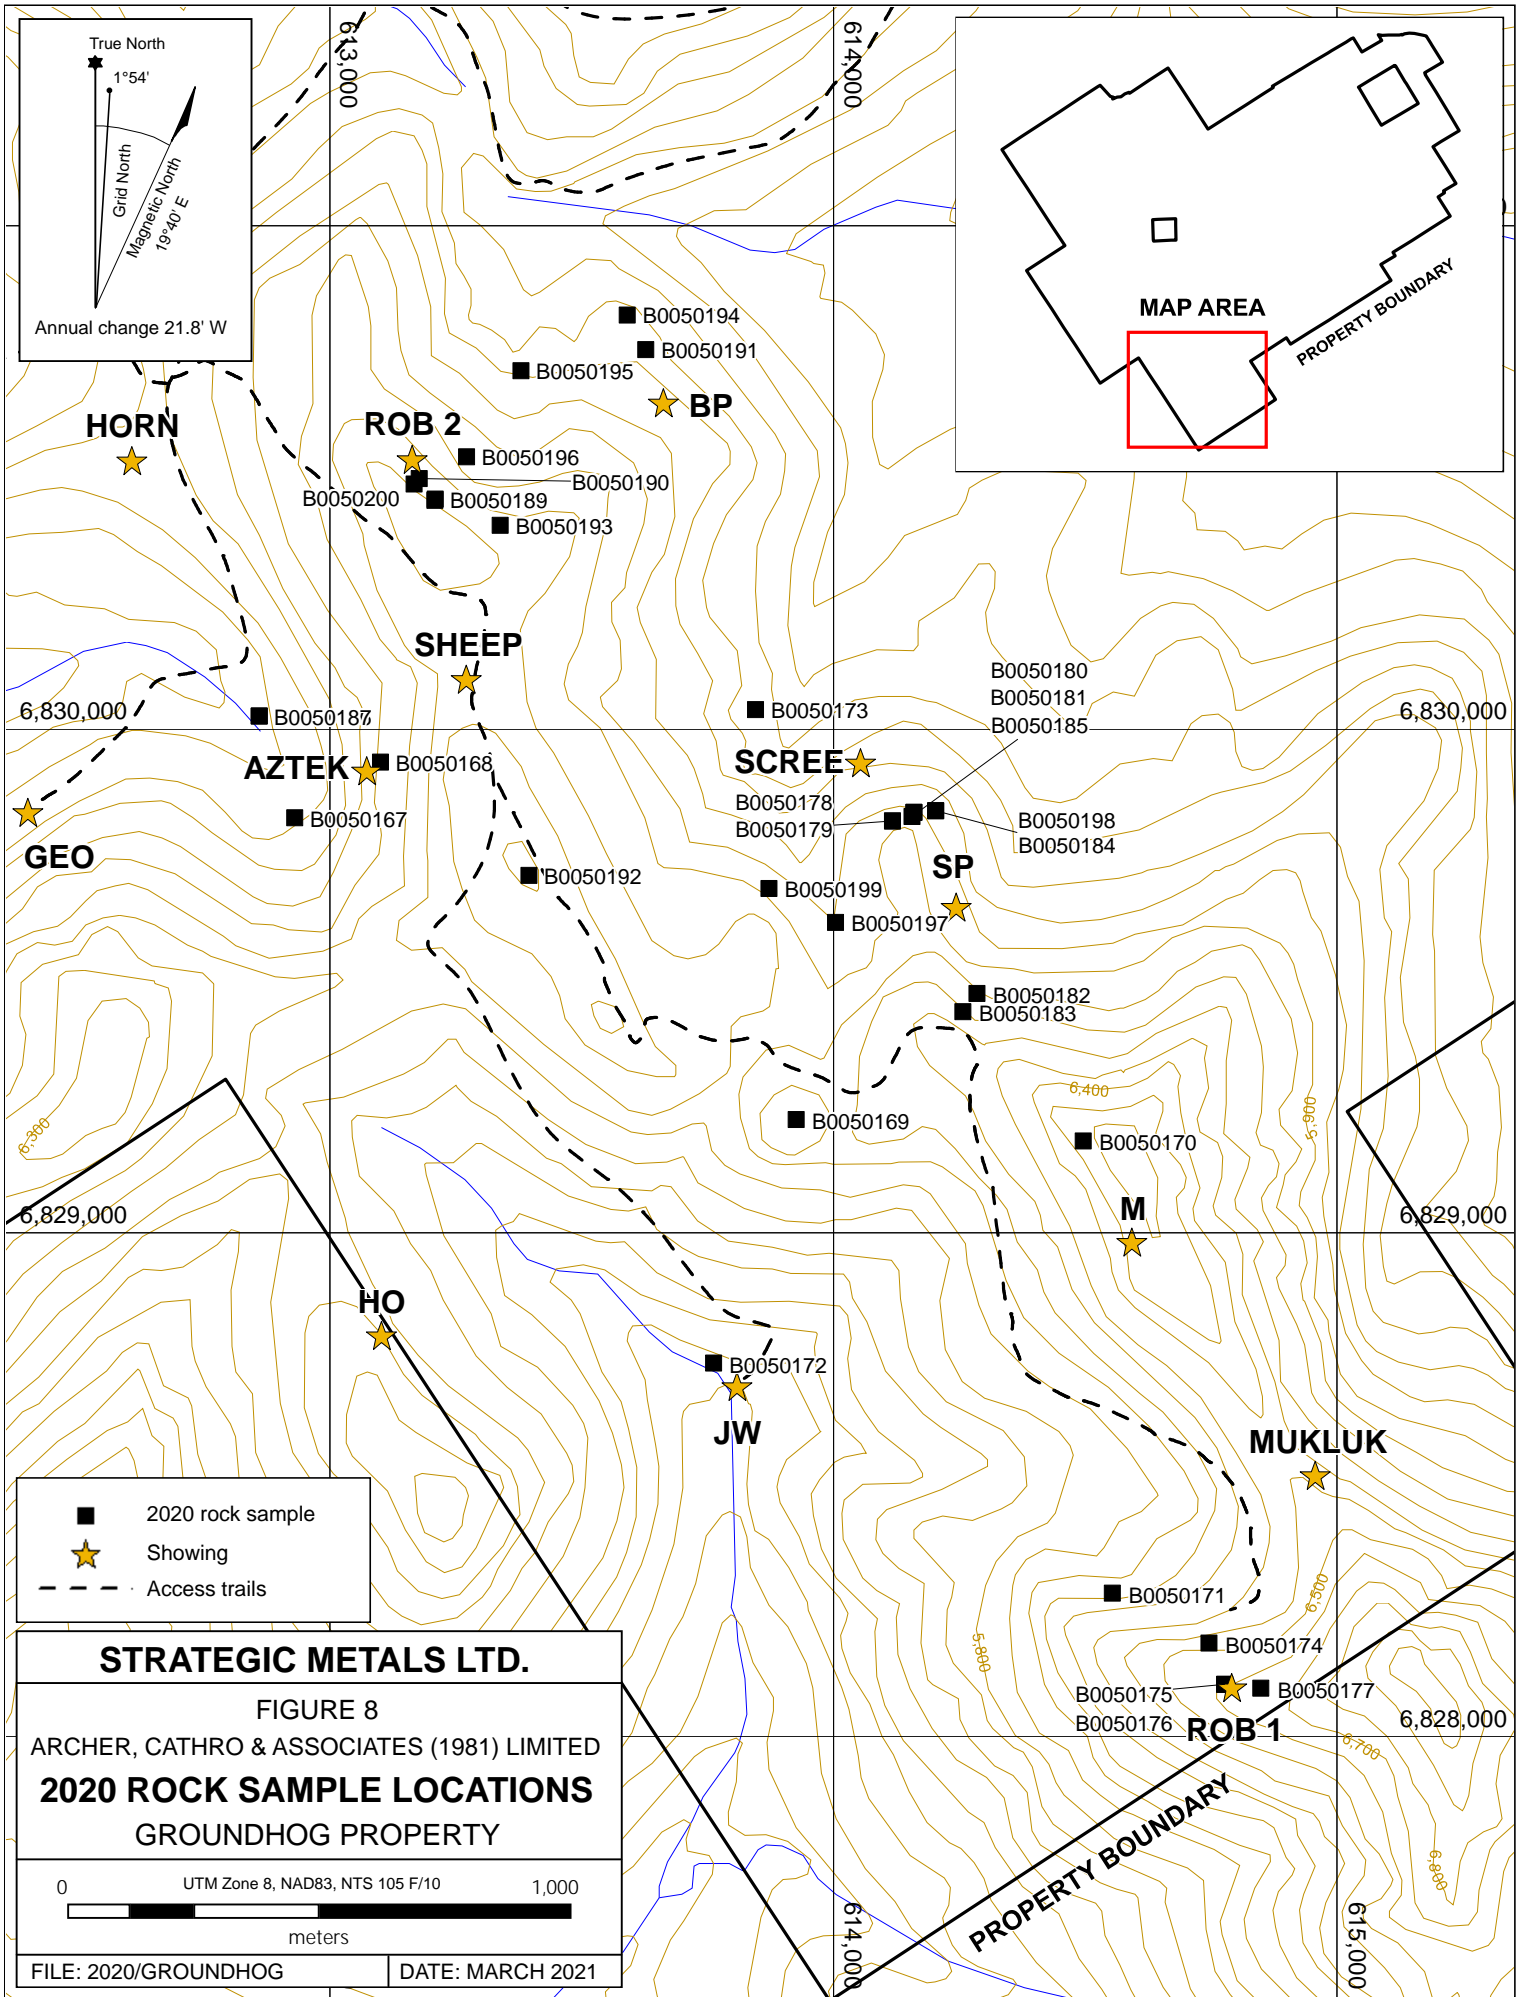 True North
1°54'
Grid North
Magnetic North
19°40' E
Annual change 21.8' W
613,000
614,000
MAP AREA
PROPERTY BOUNDARY
B0050194
B0050191
B0050195
BP
HORN
ROB 2
B0050196
B0050190
B0050200
B0050189
B0050193
SHEEP
B0050180
B0050181
B0050185
6,830,000
B0050187
B0050173
6,830,000
AZTEK
B0050168
SCREE
B0050178
B0050179
B0050167
B0050198
B0050184
GEO
SP
B0050192
B0050199
B0050197
B0050182
B0050183
6,400
5,900
6,300
B0050169
B0050170
6,829,000
M
6,829,000
HO
B0050172
JW
MUKLUK
2020 rock sample
Showing
Access trails
B0050171
6,500
5,800
B0050174
B0050175
B0050176
B0050177
ROB 1
6,828,000
6,700
PROPERTY BOUNDARY
6,800
614,000
615,000
STRATEGIC METALS LTD.
FIGURE 8
ARCHER, CATHRO & ASSOCIATES (1981) LIMITED
2020 ROCK SAMPLE LOCATIONS
GROUNDHOG PROPERTY
UTM Zone 8, NAD83, NTS 105 F/10
0 1,000
meters
FILE: 2020/GROUNDHOG
DATE: MARCH 2021